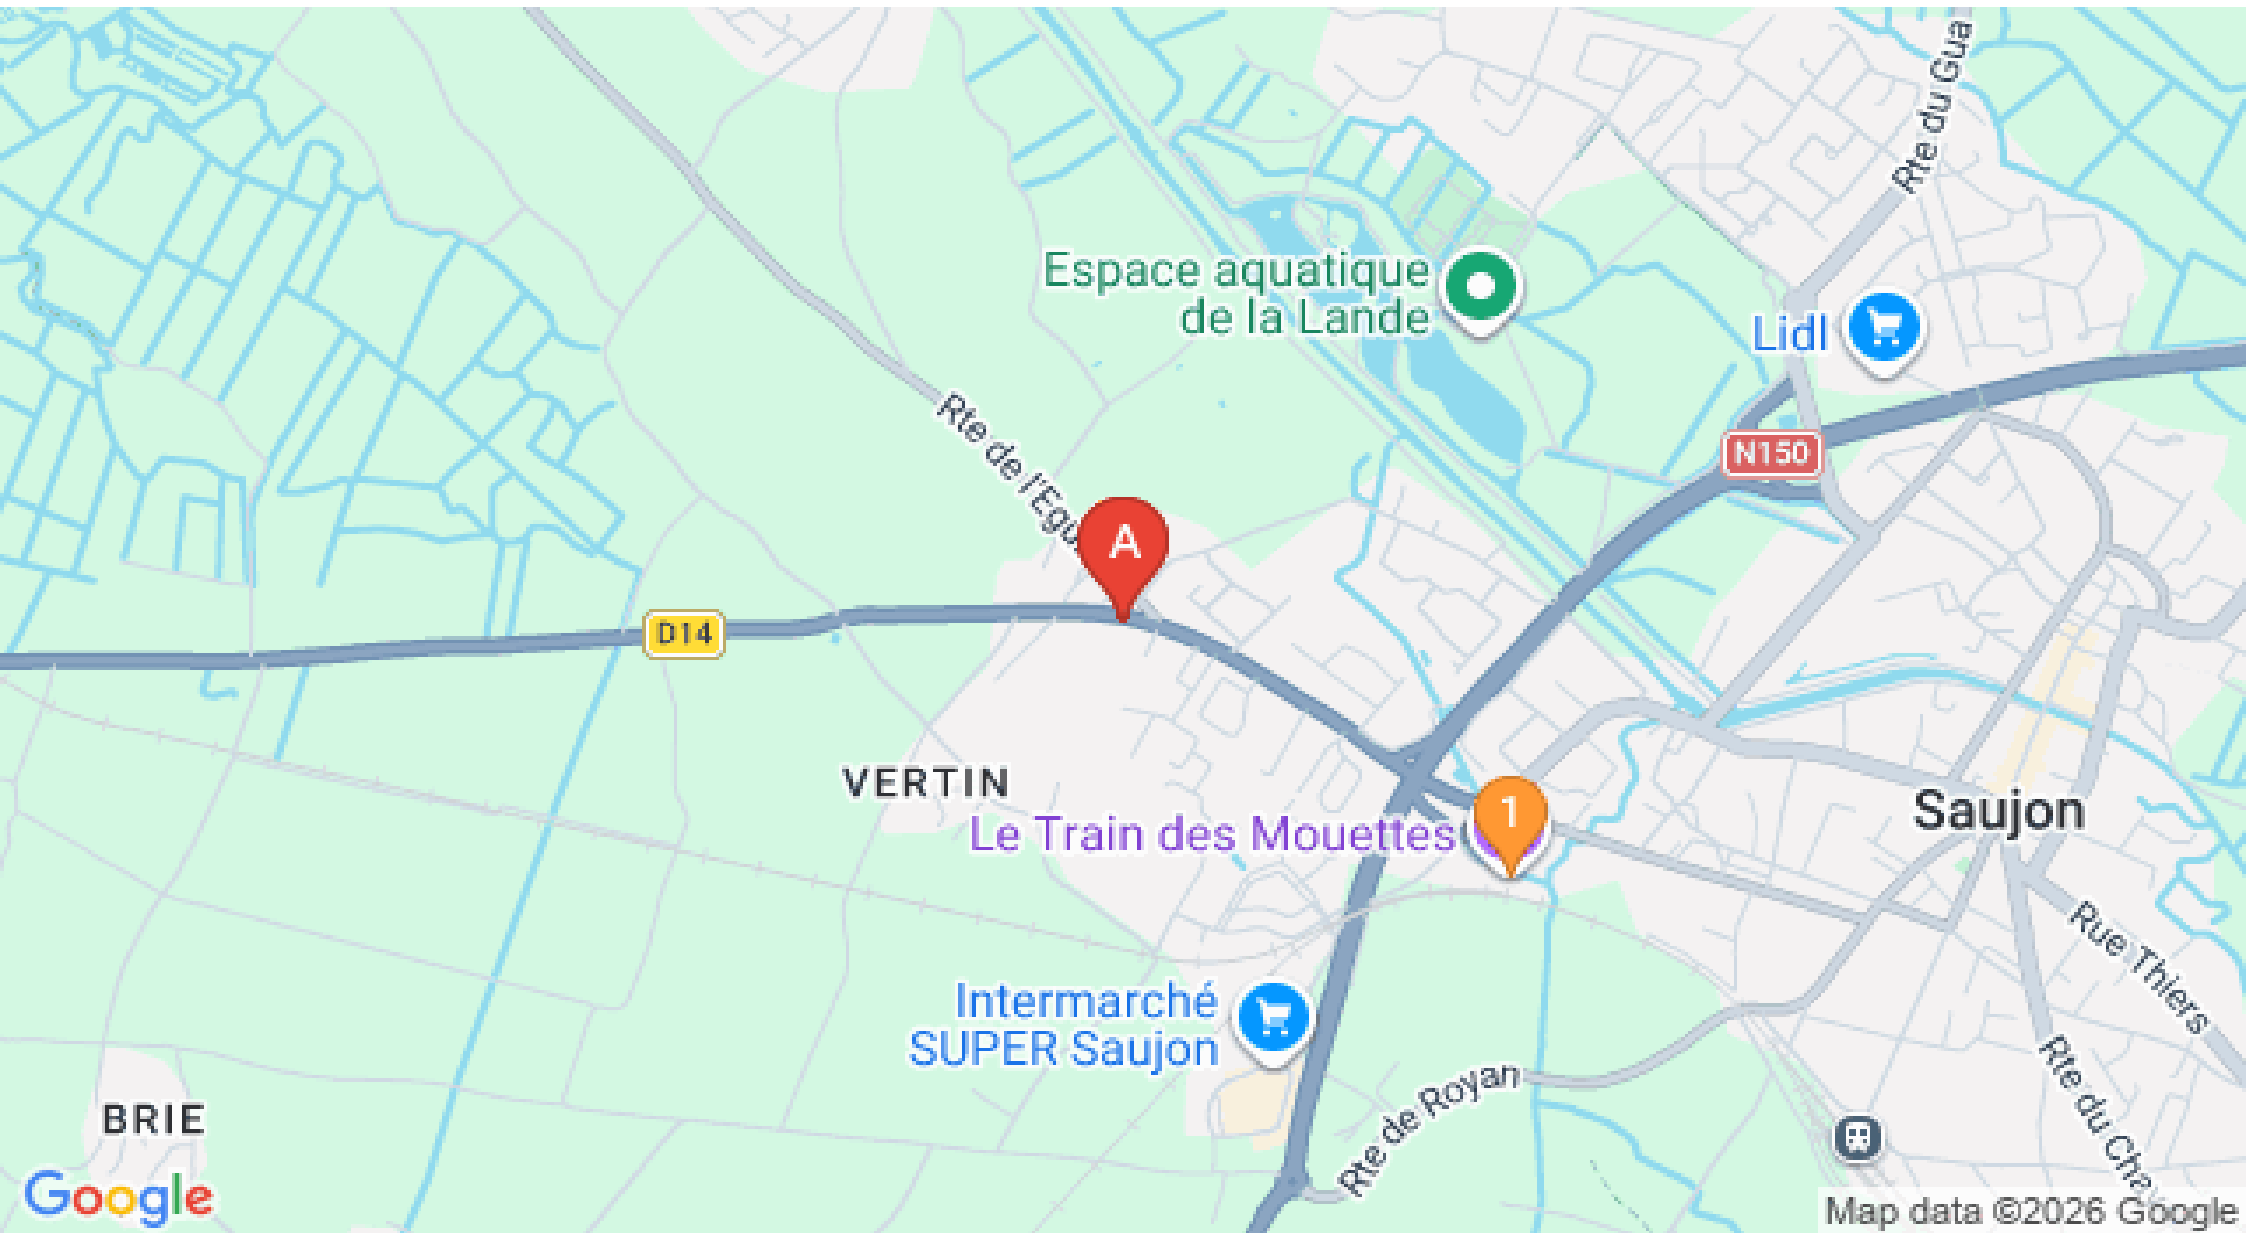 Rte du Gua
Espace aquatique
de la Lande
Lidl
N150
Rte de l'Egu
A
D14
VERTIN
1
Le Train des Mouettes
Saujon
Intermarché
SUPER Saujon
Rue Thiers
Rte de Royan
Rte du Cha
BRIE
Google
Map data ©2026 Google